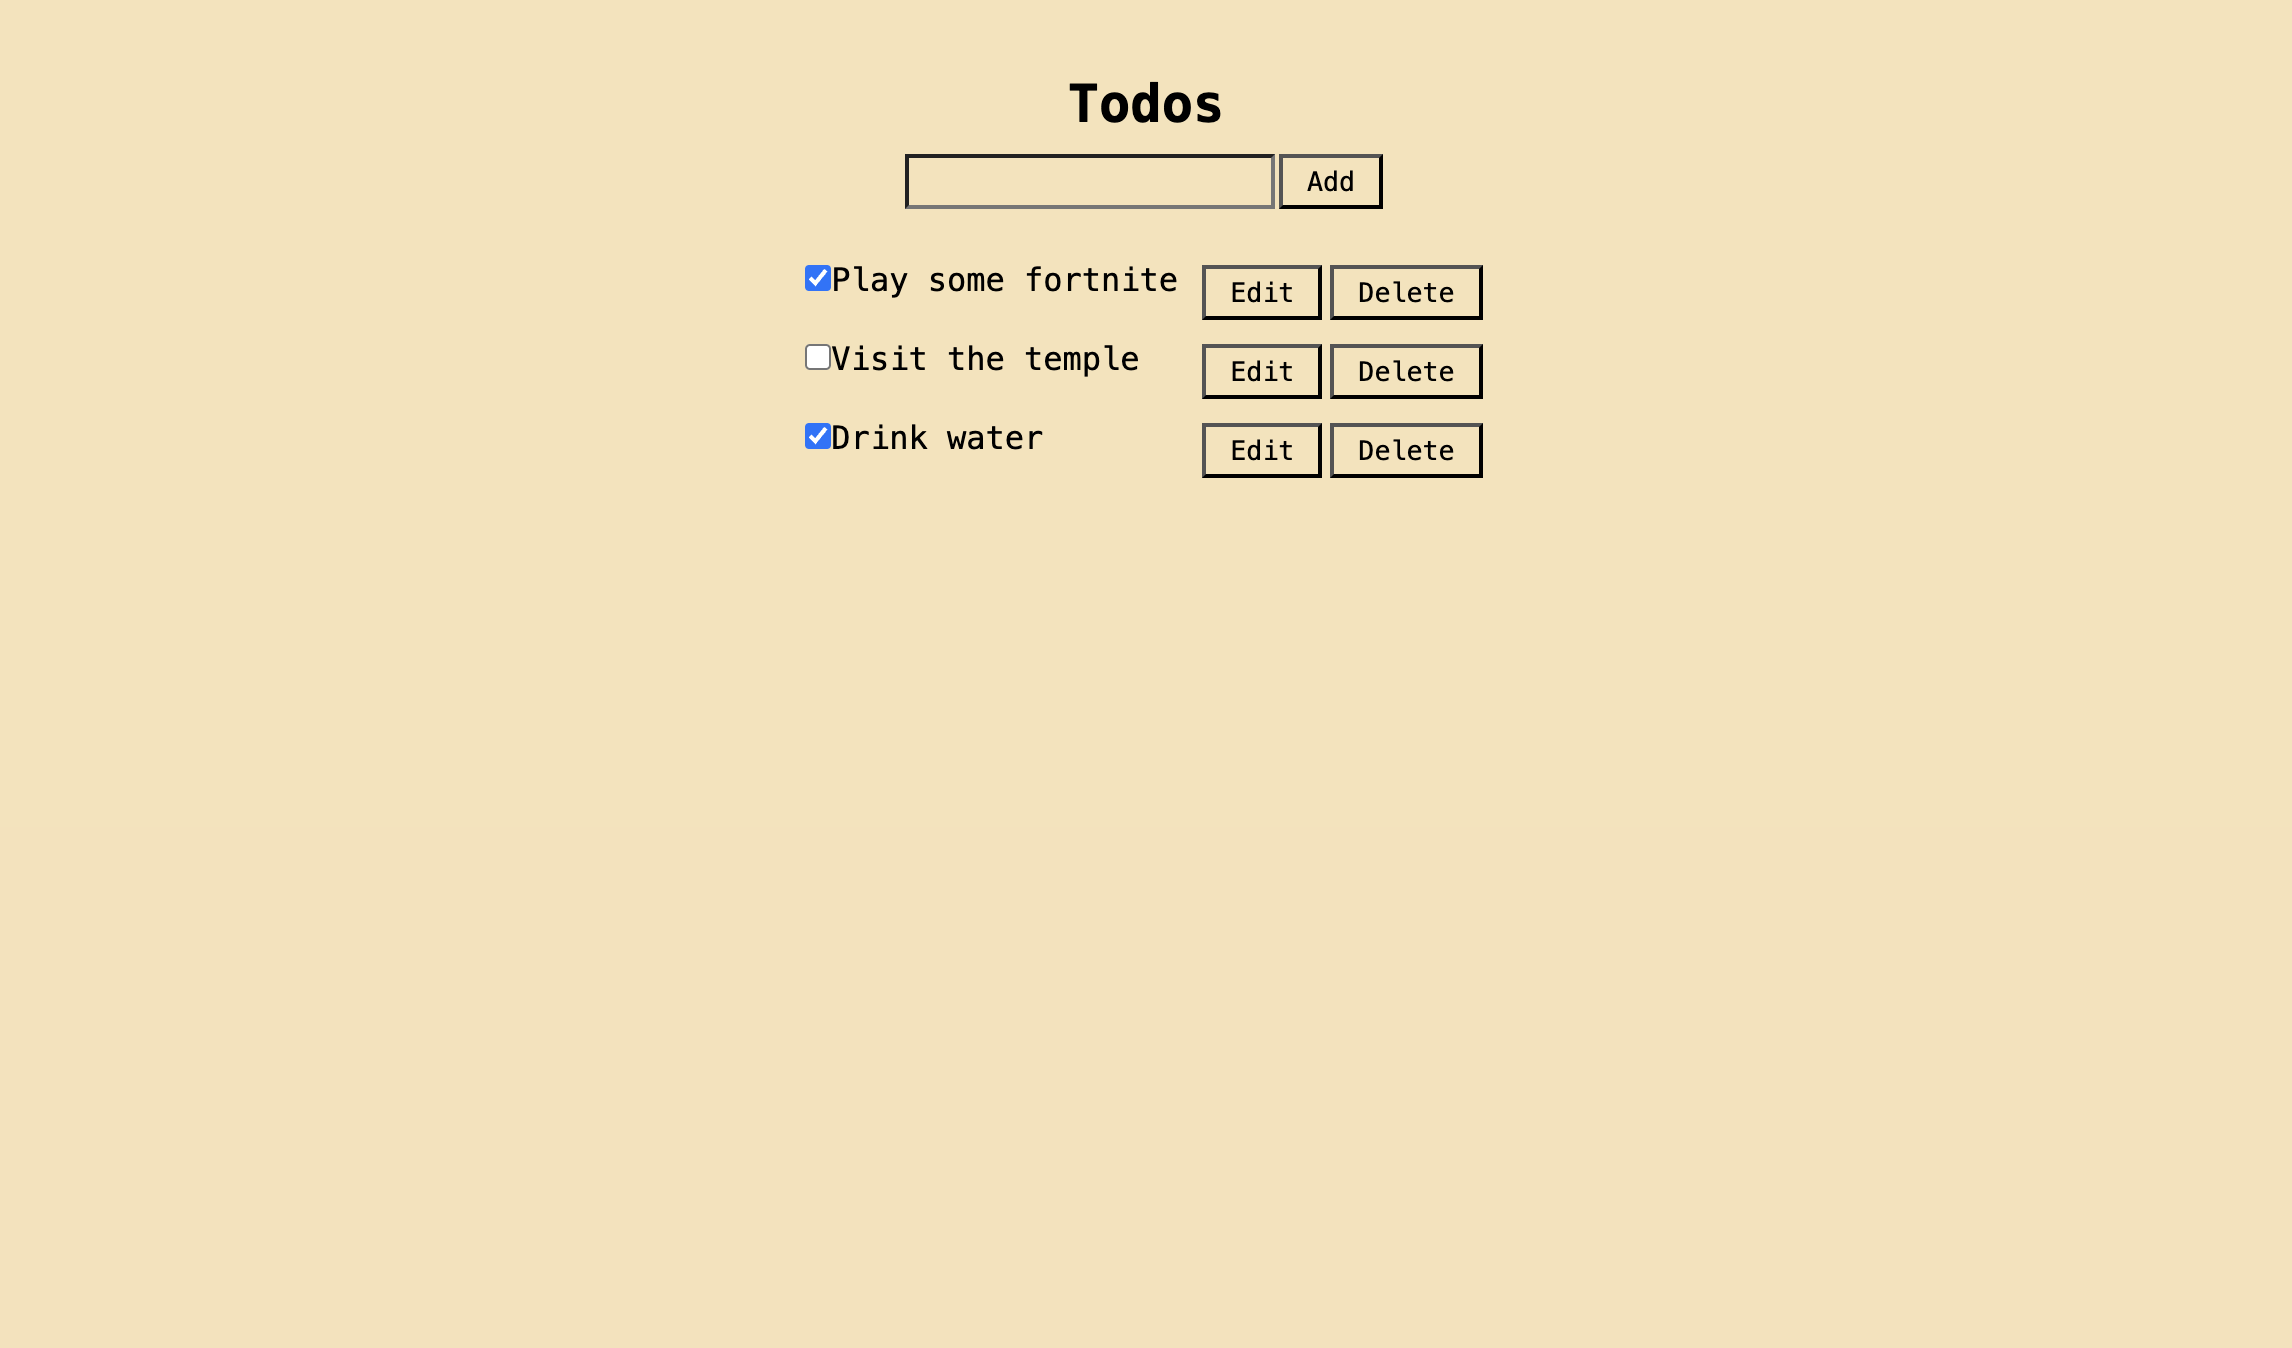 Todos
Add
Play some fortnite Edit Delete
Visit the temple Edit Delete
Drink water Edit Delete